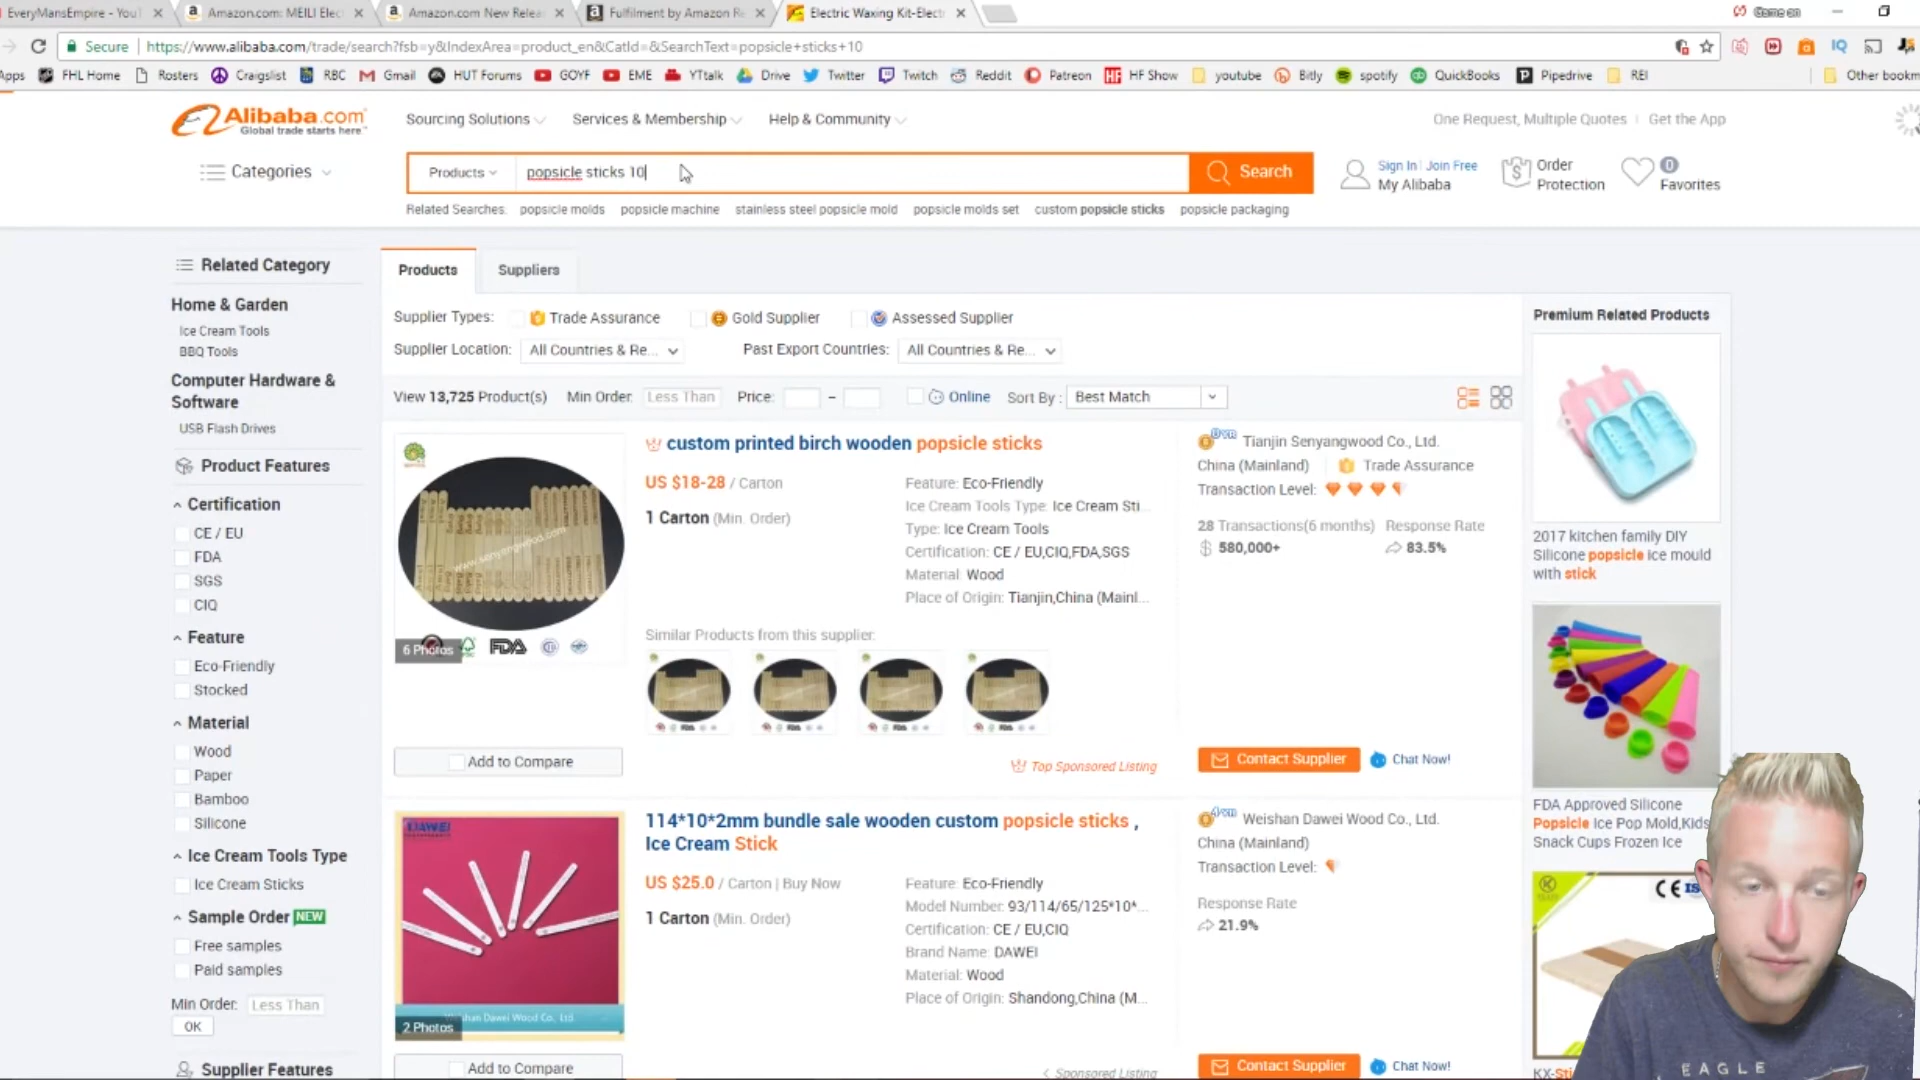 EveryMansEmpire - YouT
Amazon.com: MEILI Elec
Amazon.com New Relea
Fulfilment by Amazon Re
Electric Waxing Kit-Elect
Secure
https://www.alibaba.com/trade/search?fsb=y&IndexArea=product_en&CatId=&SearchText=popsicle+sticks+10
IQ
Apps
FHL Home
Rosters
Craigslist
RBC
Gmail
HUT Forums
GOYF
EME
YTtalk
Drive
Twitter
Twitch
Reddit
Patreon
HF Show
youtube
Bitly
spotify
QuickBooks
Pipedrive
REI
Other bookm
Alibaba.com
Global trade starts here.
Sourcing Solutions
Services & Membership
Help & Community
One Request, Multiple Quotes
Get the App
Categories
Products
popsicle sticks 10
Search
Sign In
Join Free
My Alibaba
Order
Protection
0
Favorites
Related Searches:
popsicle molds
popsicle machine
stainless steel popsicle mold
popsicle molds set
custom popsicle sticks
popsicle packaging
Related Category
Home & Garden
Ice Cream Tools
BBQ Tools
Computer Hardware &
Software
USB Flash Drives
Product Features
Certification
CE / EU
FDA
SGS
CIQ
Feature
Eco-Friendly
Stocked
Material
Wood
Paper
Bamboo
Silicone
Ice Cream Tools Type
Ice Cream Sticks
Sample Order NEW
Free samples
Paid samples
Min Order: Less Than
OK
Supplier Features
Products
Suppliers
Supplier Types:
Trade Assurance
Gold Supplier
Assessed Supplier
Supplier Location:
All Countries & Re...
Past Export Countries:
All Countries & Re...
View 13,725 Product(s)
Min Order:
Less Than
Price:
–
Online
Sort By :
Best Match
www.senyangwood.com
FDA
6 Photos
Add to Compare
custom printed birch wooden popsicle sticks
US $18-28 / Carton
1 Carton (Min. Order)
Feature: Eco-Friendly
Ice Cream Tools Type: Ice Cream Sti...
Type: Ice Cream Tools
Certification: CE / EU,CIQ,FDA,SGS
Material: Wood
Place of Origin: Tianjin,China (Mainl...
Similar Products from this supplier:
Top Sponsored Listing
Tianjin Senyangwood Co., Ltd.
China (Mainland)
Trade Assurance
Transaction Level:
28 Transactions(6 months)
Response Rate
580,000+
83.5%
Contact Supplier
Chat Now!
DAWEI
Weishan Dawei Wood Co., Ltd.
2 Photos
Add to Compare
114*10*2mm bundle sale wooden custom popsicle sticks ,
Ice Cream Stick
US $25.0 / Carton | Buy Now
1 Carton (Min. Order)
Feature: Eco-Friendly
Model Number: 93/114/65/125*10*...
Certification: CE / EU,CIQ
Brand Name: DAWEI
Material: Wood
Place of Origin: Shandong,China (M...
Sponsored Listing
Weishan Dawei Wood Co., Ltd.
China (Mainland)
Transaction Level:
Response Rate
21.9%
Contact Supplier
Chat Now!
Premium Related Products
2017 kitchen family DIY
Silicone popsicle ice mould
with stick
FDA Approved Silicone
Popsicle Ice Pop Mold,Kids
Snack Cups Frozen Ice
CE
EAGLE